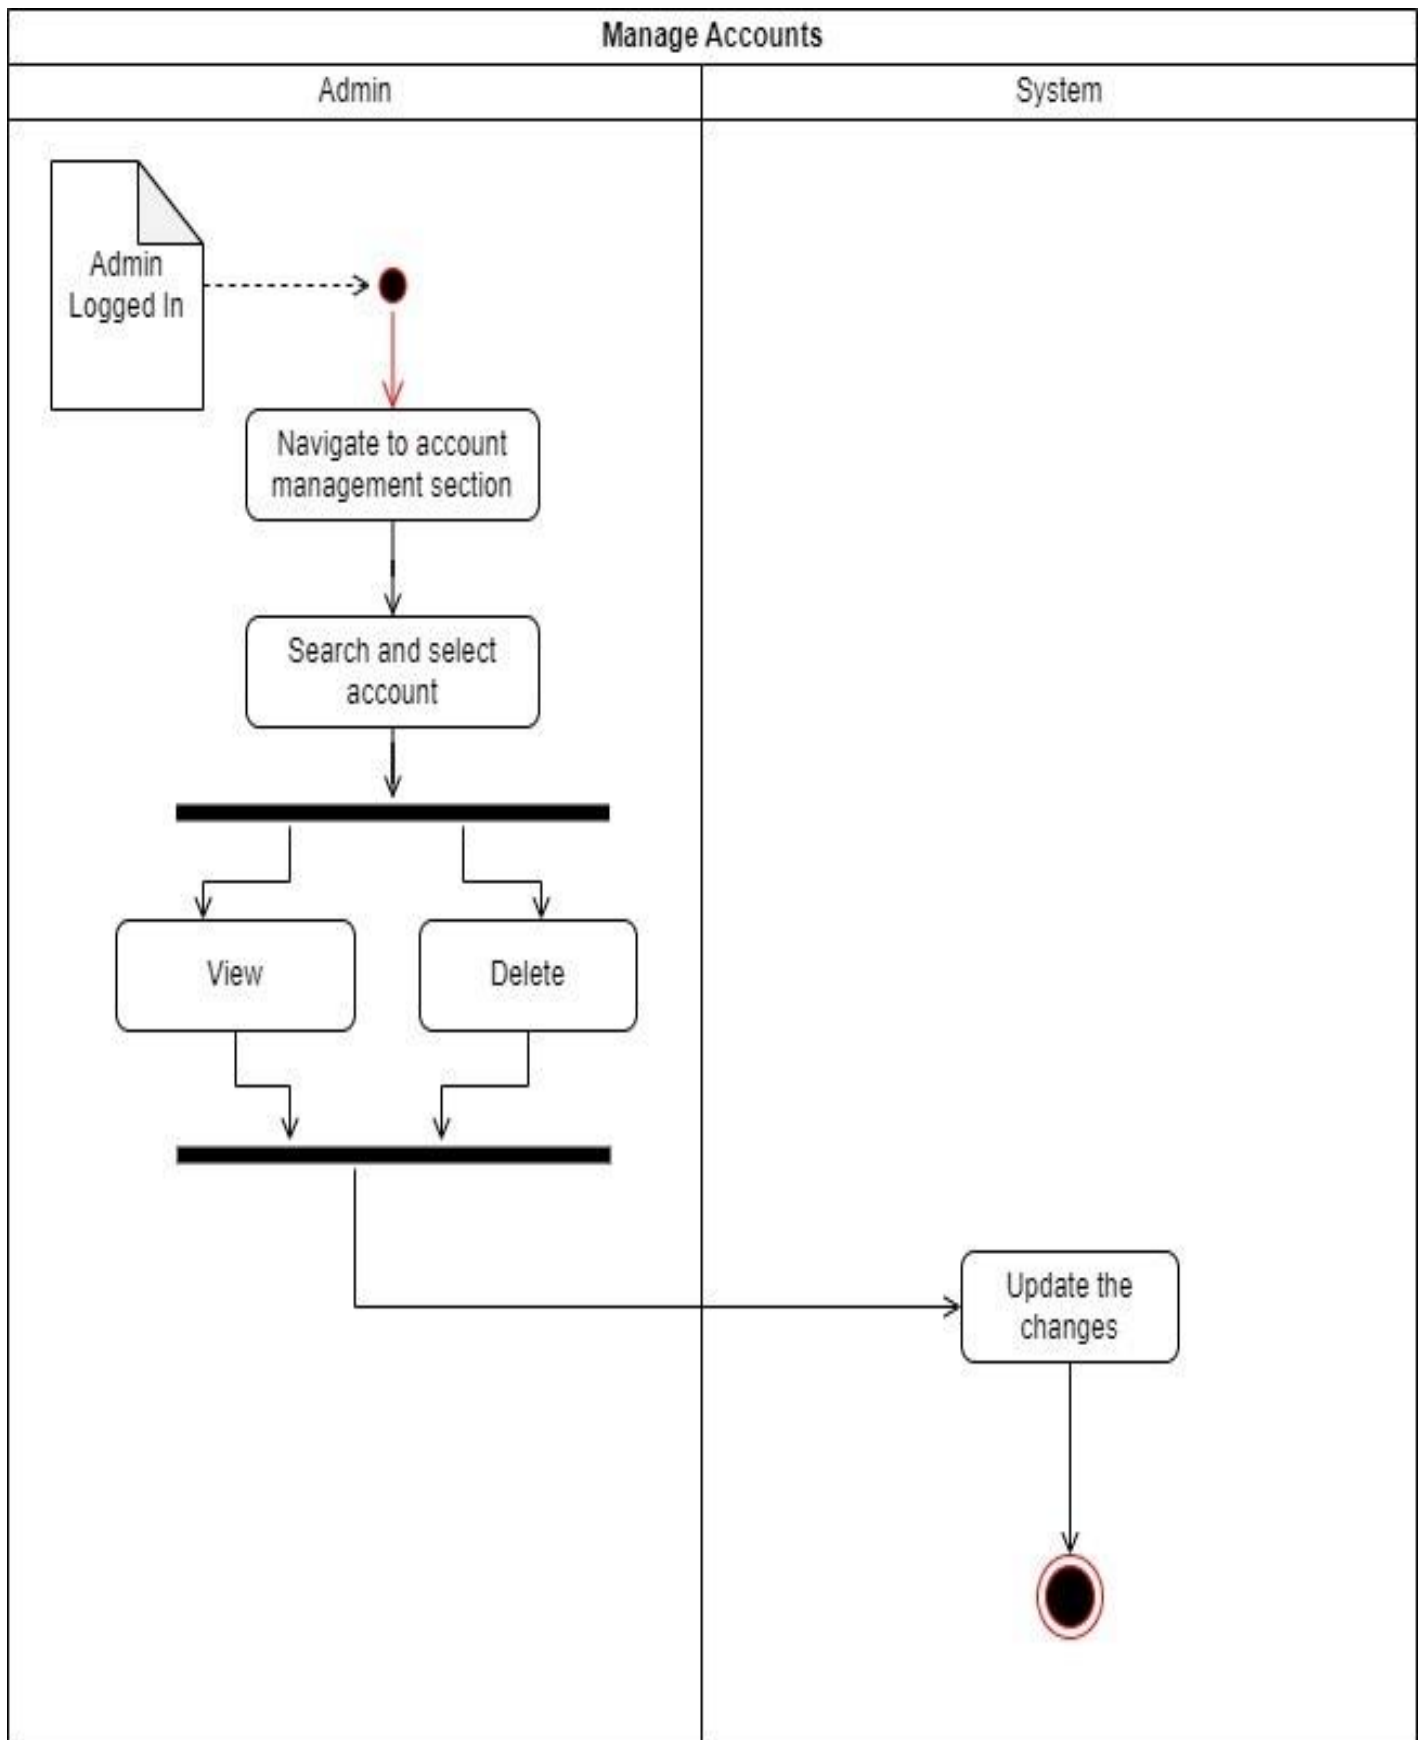 Manage Accounts
Admin
System
Admin
Logged In
Navigate to account
management section
Search and select
account
View
Delete
Update the
changes